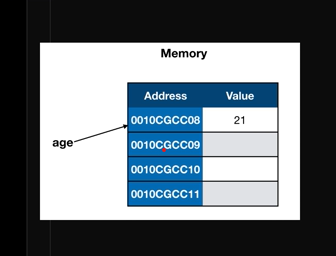 Memory
Address Value
0010CGCC08 21
age
0010CGCC09
0010CGCC10
0010CGCC11